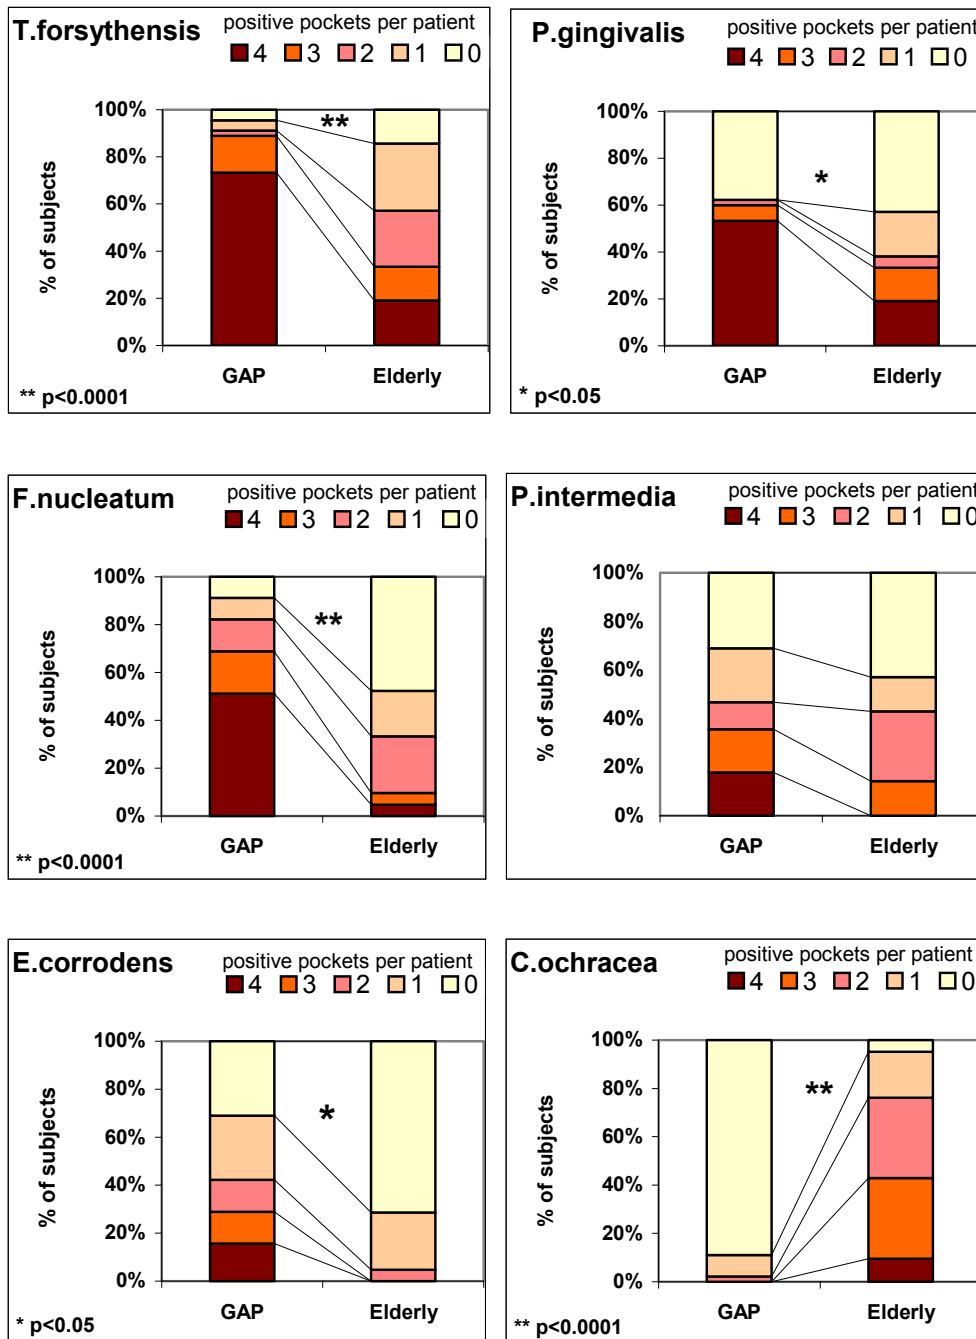 T.forsythensis
positive pockets per patient
4 3 2 1 0
100%
80%
60%
40%
20%
0%
% of subjects
**
GAP Elderly
** p<0.0001
P.gingivalis
positive pockets per patient
4 3 2 1 0
100%
80%
60%
40%
20%
0%
% of subjects
*
GAP Elderly
* p<0.05
F.nucleatum
positive pockets per patient
4 3 2 1 0
100%
80%
60%
40%
20%
0%
% of subjects
**
GAP Elderly
** p<0.0001
P.intermedia
positive pockets per patient
4 3 2 1 0
100%
80%
60%
40%
20%
0%
% of subjects
GAP Elderly
E.corrodens
positive pockets per patient
4 3 2 1 0
100%
80%
60%
40%
20%
0%
% of subjects
*
GAP Elderly
* p<0.05
C.ochracea
positive pockets per patient
4 3 2 1 0
100%
80%
60%
40%
20%
0%
% of subjects
**
GAP Elderly
** p<0.0001